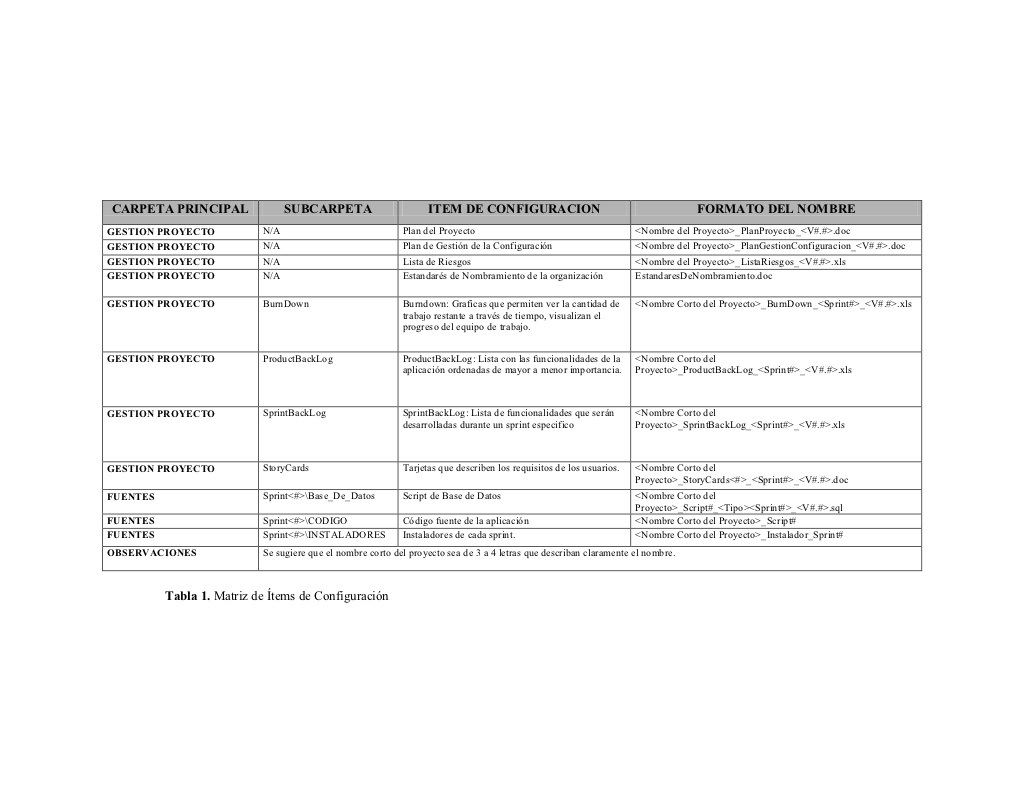 CARPETA PRINCIPAL SUBCARPETA ITEM DE CONFIGURACION FORMATO DEL NOMBRE
GESTION PROYECTO N/A Plan del Proyecto <Nombre del Proyecto>_PlanProyecto_<V#.#>.doc
GESTION PROYECTO N/A Plan de Gestión de la Configuración <Nombre del Proyecto>_PlanGestionConfiguracion_<V#.#>.doc
GESTION PROYECTO N/A Lista de Riesgos <Nombre del Proyecto>_ListaRiesgos_<V#.#>.xls
GESTION PROYECTO N/A Estandarés de Nombramiento de la organización EstandaresDeNombramiento.doc
GESTION PROYECTO BurnDown Burndown: Graficas que permiten ver la cantidad de <Nombre Corto del Proyecto>_BurnDown_<Sprint#>_<V#.#>.xls
trabajo restante a través de tiempo, visualizan el
progreso del equipo de trabajo.
GESTION PROYECTO ProductBackLog ProductBackLog: Lista con las funcionalidades de la <Nombre Corto del
aplicación ordenadas de mayor a menor importancia. Proyecto>_ProductBackLog_<Sprint#>_<V#.#>.xls
GESTION PROYECTO SprintBackLog SprintBackLog: Lista de funcionalidades que serán <Nombre Corto del
desarrolladas durante un sprint especifico Proyecto>_SprintBackLog_<Sprint#>_<V#.#>.xls
GESTION PROYECTO StoryCards Tarjetas que describen los requisitos de los usuarios. <Nombre Corto del
Proyecto>_StoryCards<#>_<Sprint#>_<V#.#>.doc
FUENTES Sprint<#>\Base_De_Datos Script de Base de Datos <Nombre Corto del
Proyecto>_Script#_<Tipo><Sprint#>_<V#.#>.sql
FUENTES Sprint<#>\CODIGO Código fuente de la aplicación <Nombre Corto del Proyecto>_Script#
FUENTES Sprint<#>\INSTALADORES Instaladores de cada sprint. <Nombre Corto del Proyecto>_Instalador_Sprint#
OBSERVACIONES Se sugiere que el nombre corto del proyecto sea de 3 a 4 letras que describan claramente el nombre.
Tabla 1. Matriz de Ítems de Configuración